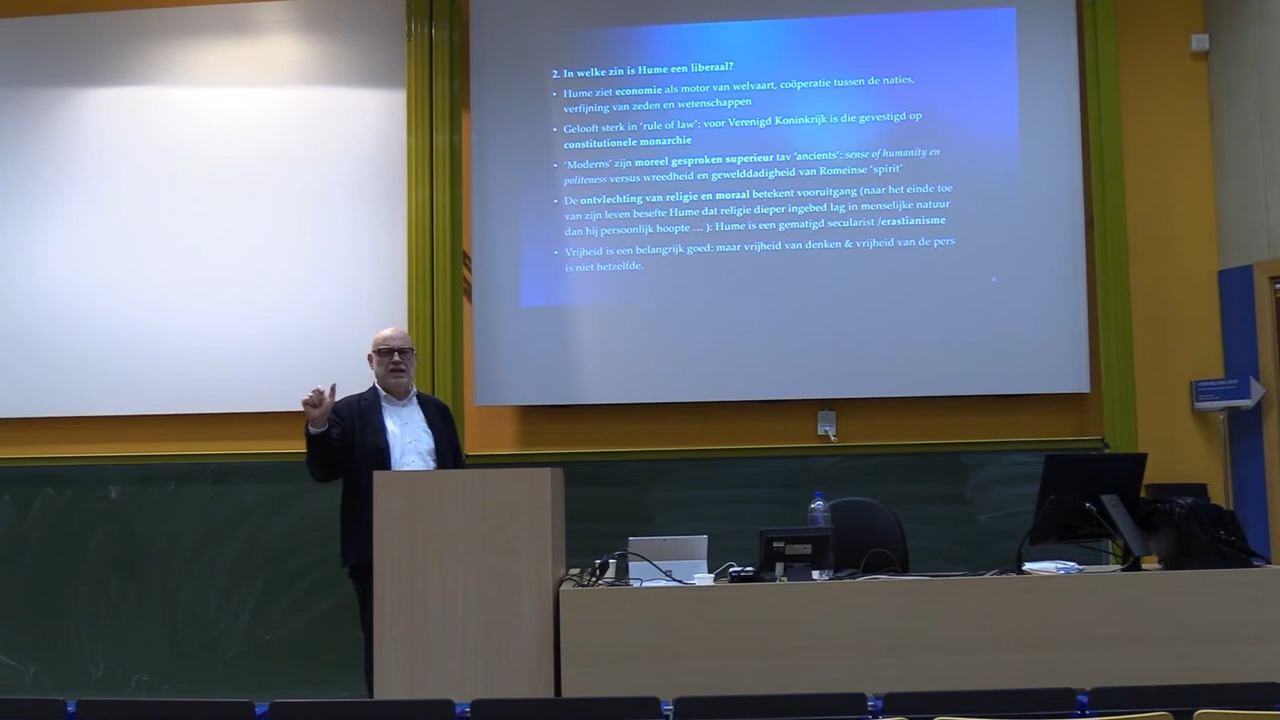 2. In welke zin is Hume een liberaal?
• Hume ziet economie als motor van welvaart, coöperatie tussen de naties,
verfijning van zeden en wetenschappen
• Gelooft sterk in 'rule of law': voor Verenigd Koninkrijk is die gevestigd op
constitutionele monarchie
• 'Moderns' zijn moreel gesproken superieur tav 'ancients': sense of humanity en
politeness versus wreedheid en gewelddadigheid van Romeinse 'spirit'
• De ontvlechting van religie en moraal betekent vooruitgang (naar het einde toe
van zijn leven besefte Hume dat religie dieper ingebed lag in menselijke natuur
dan hij persoonlijk hoopte ... ): Hume is een gematigd secularist /erastianisme
• Vrijheid is een belangrijk goed: maar vrijheid van denken & vrijheid van de pers
is niet hetzelfde.